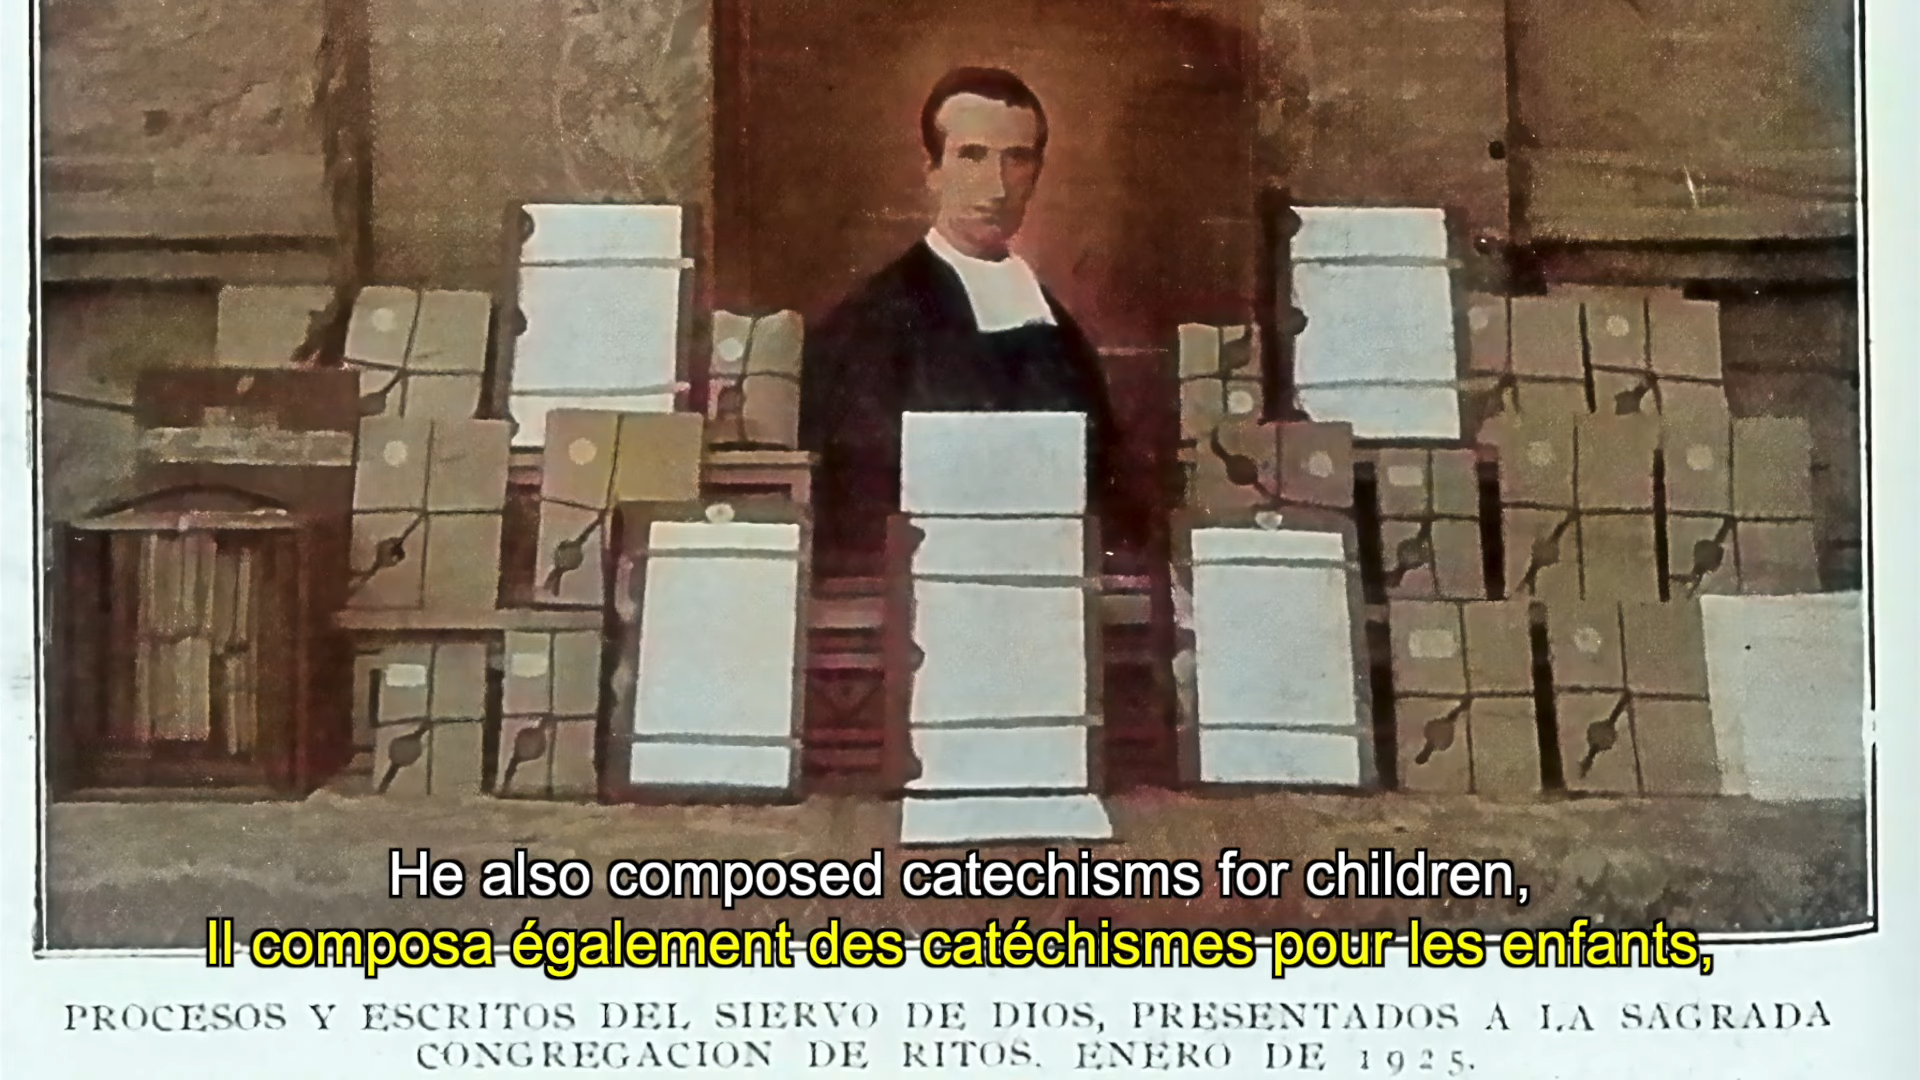 He also composed catechisms for children,
Il composa également des catéchismes pour les enfants,
PROCESOS Y ESCRITOS DEL SIERVO DE DIOS, PRESENTADOS A LA SAGRADA
CONGREGACION DE RITOS. ENERO DE 1925.